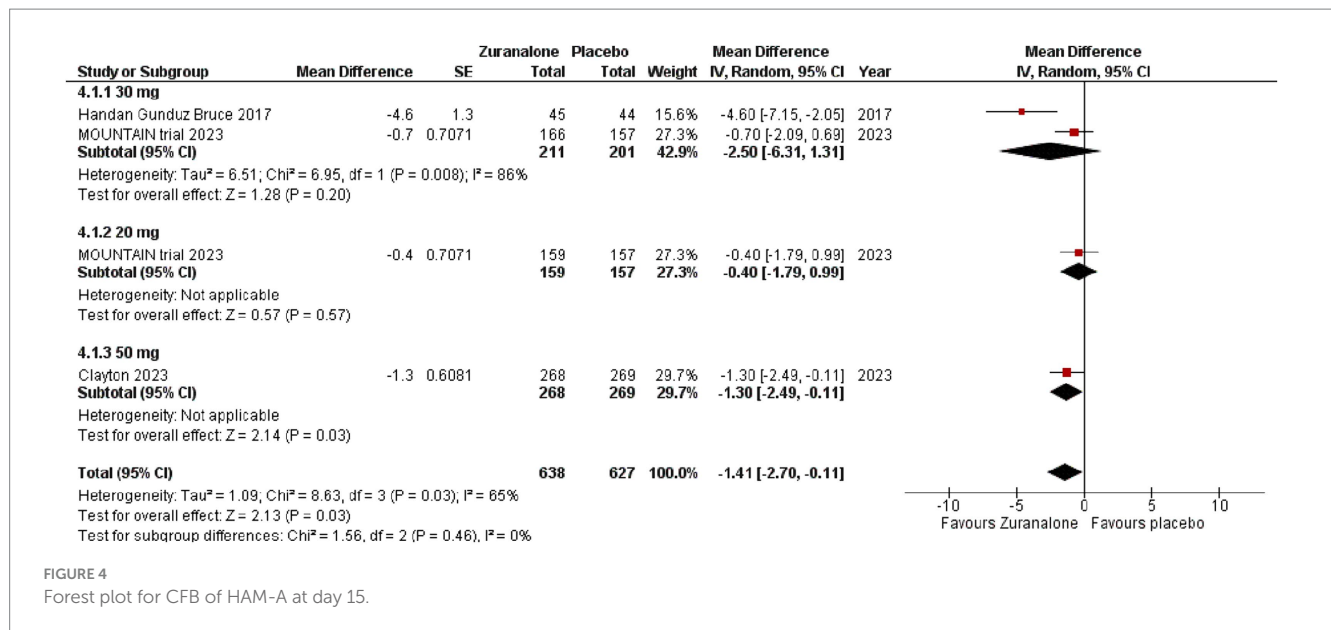 Zuranalone Placebo Mean Difference Mean Difference
Study or Subgroup Mean Difference SE Total Total Weight IV, Random, 95% CI Year IV, Random, 95% CI
4.1.1 30 mg
Handan Gunduz Bruce 2017 -4.6 1.3 45 44 15.6% -4.60 [-7.15, -2.05] 2017
MOUNTAIN trial 2023 -0.7 0.7071 166 157 27.3% -0.70 [-2.09, 0.69] 2023
Subtotal (95% CI) 211 201 42.9% -2.50 [-6.31, 1.31]
Heterogeneity: Tau² = 6.51; Chi² = 6.95, df = 1 (P = 0.008); I² = 86%
Test for overall effect: Z = 1.28 (P = 0.20)
4.1.2 20 mg
MOUNTAIN trial 2023 -0.4 0.7071 159 157 27.3% -0.40 [-1.79, 0.99] 2023
Subtotal (95% CI) 159 157 27.3% -0.40 [-1.79, 0.99]
Heterogeneity: Not applicable
Test for overall effect: Z = 0.57 (P = 0.57)
4.1.3 50 mg
Clayton 2023 -1.3 0.6081 268 269 29.7% -1.30 [-2.49, -0.11] 2023
Subtotal (95% CI) 268 269 29.7% -1.30 [-2.49, -0.11]
Heterogeneity: Not applicable
Test for overall effect: Z = 2.14 (P = 0.03)
Total (95% CI) 638 627 100.0% -1.41 [-2.70, -0.11]
Heterogeneity: Tau² = 1.09; Chi² = 8.63, df = 3 (P = 0.03); I² = 65%
Test for overall effect: Z = 2.13 (P = 0.03)
Test for subgroup differences: Chi² = 1.56, df = 2 (P = 0.46), I² = 0%
-10 -5 0 5 10
Favours Zuranalone Favours placebo
FIGURE 4
Forest plot for CFB of HAM-A at day 15.